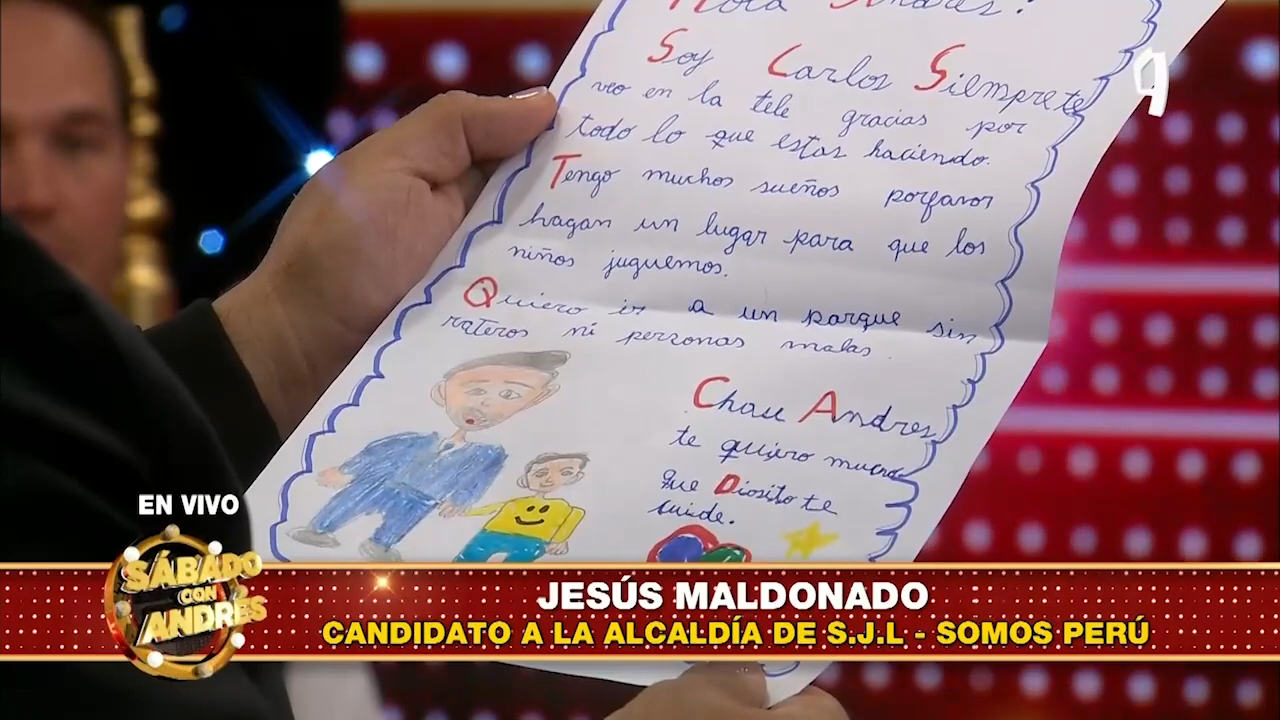 Hola Andres!
Soy Carlos Siempre te
veo en la tele gracias por
todo lo que estas haciendo.
Tengo muchos sueños porfavor
hagan un lugar para que los
niños juguemos.
Quiero ir a un parque sin
rateros ni personas malas.
Chau Andres
te quiero mucho
que Diosito te
cuide.
9
EN VIVO
SÁBADO
CON
ANDRÉS
JESÚS MALDONADO
CANDIDATO A LA ALCALDÍA DE S.J.L - SOMOS PERÚ